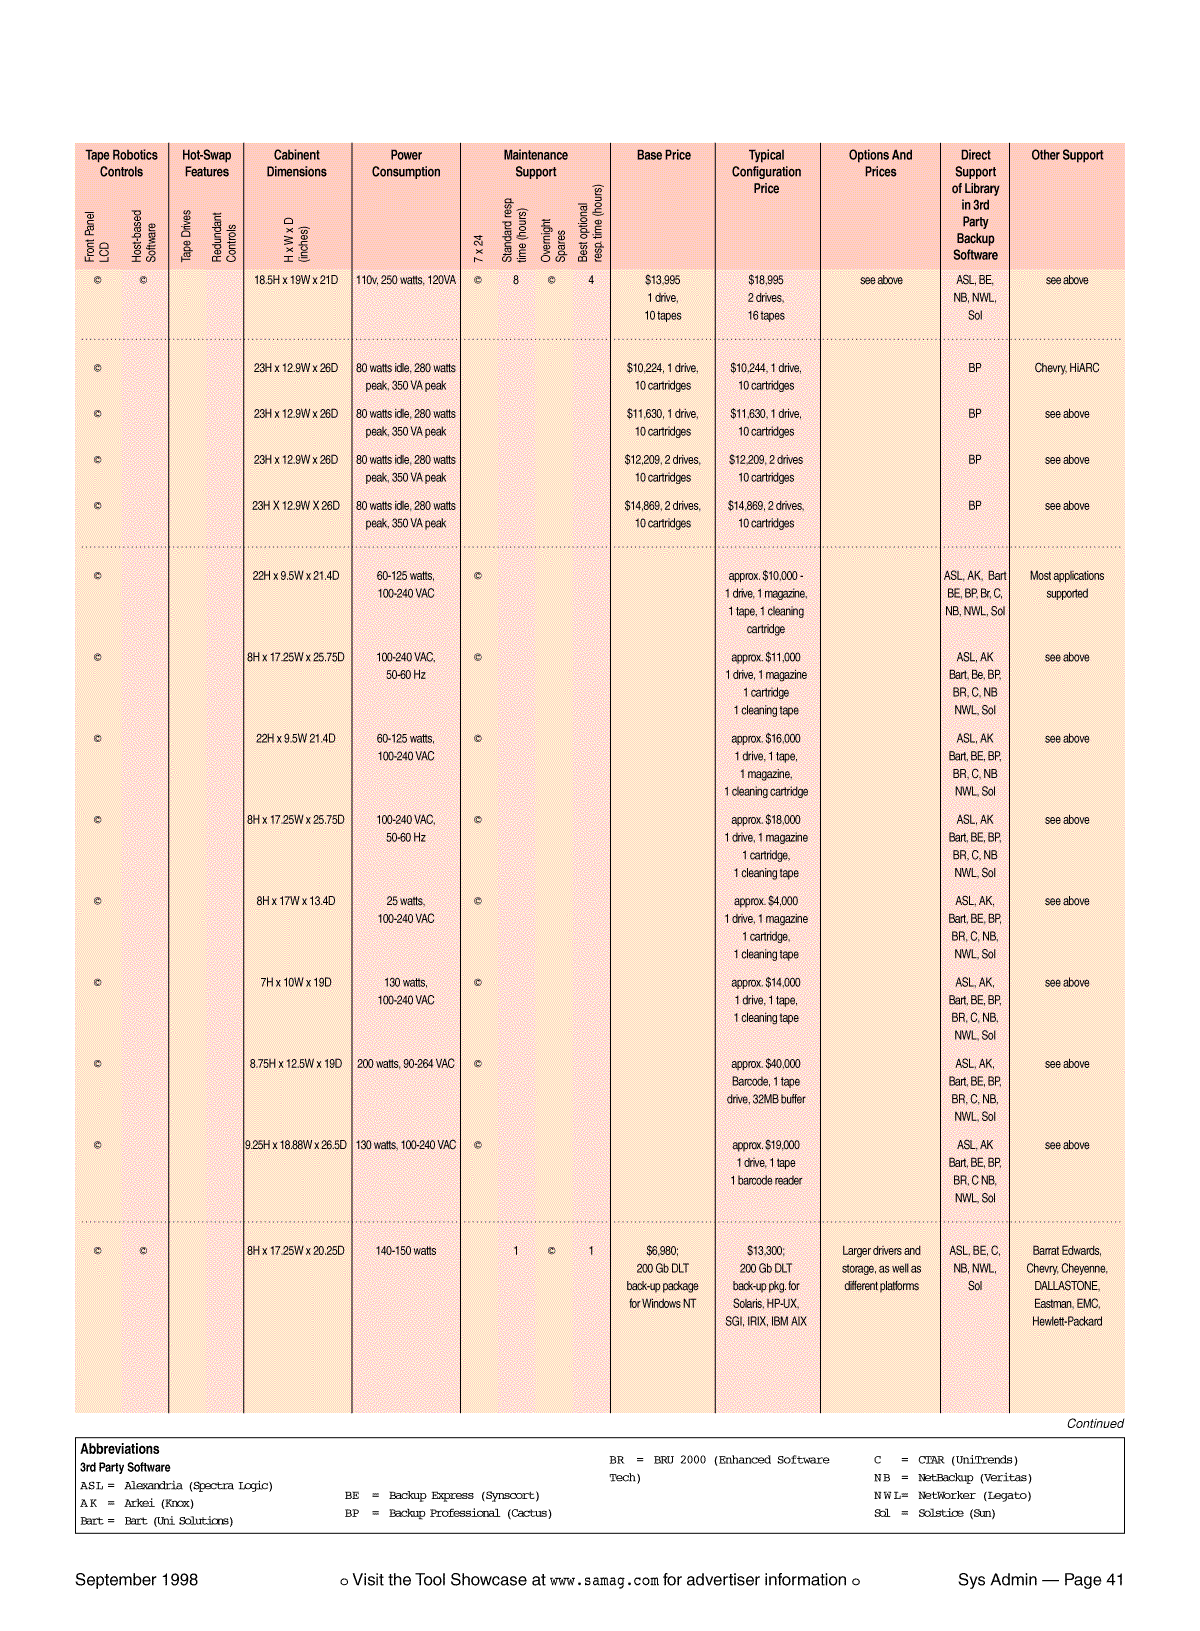 Tape Robotics Controls
Hot-Swap Features
Cabinent Dimensions
Power Consumption
Maintenance Support
Base Price
Typical Configuration Price
Options And Prices
Direct Support of Library in 3rd Party Backup Software
Other Support
Front Panel LCD
Host-based Software
Tape Drives
Redundant Controls
H x W x D (inches)
7 x 24
Standard resp time (hours)
Overnight Spares
Best optional resp. time (hours)
© © 18.5H x 19W x 21D 110v, 250 watts, 120VA © 8 © 4 $13,995 $18,995 see above ASL, BE, see above
1 drive, 2 drives, NB, NWL,
10 tapes 16 tapes Sol
© 23H x 12.9W x 26D 80 watts idle, 280 watts $10,224, 1 drive, $10,244, 1 drive, BP Chevry, HiARC
peak, 350 VA peak 10 cartridges 10 cartridges
© 23H x 12.9W x 26D 80 watts idle, 280 watts $11,630, 1 drive, $11,630, 1 drive, BP see above
peak, 350 VA peak 10 cartridges 10 cartridges
© 23H x 12.9W x 26D 80 watts idle, 280 watts $12,209, 2 drives, $12,209, 2 drives BP see above
peak, 350 VA peak 10 cartridges 10 cartridges
© 23H X 12.9W X 26D 80 watts idle, 280 watts $14,869, 2 drives, $14,869, 2 drives, BP see above
peak, 350 VA peak 10 cartridges 10 cartridges
© 22H x 9.5W x 21.4D 60-125 watts, © approx. $10,000 - ASL, AK, Bart Most applications
100-240 VAC 1 drive, 1 magazine, BE, BP, Br, C, supported
1 tape, 1 cleaning NB, NWL, Sol
cartridge
© 8H x 17.25W x 25.75D 100-240 VAC, © approx. $11,000 ASL, AK see above
50-60 Hz 1 drive, 1 magazine Bart, Be, BP,
1 cartridge BR, C, NB
1 cleaning tape NWL, Sol
© 22H x 9.5W 21.4D 60-125 watts, © approx. $16,000 ASL, AK see above
100-240 VAC 1 drive, 1 tape, Bart, BE, BP,
1 magazine, BR, C, NB
1 cleaning cartridge NWL, Sol
© 8H x 17.25W x 25.75D 100-240 VAC, © approx. $18,000 ASL, AK see above
50-60 Hz 1 drive, 1 magazine Bart, BE, BP,
1 cartridge, BR, C, NB
1 cleaning tape NWL, Sol
© 8H x 17W x 13.4D 25 watts, © approx. $4,000 ASL, AK, see above
100-240 VAC 1 drive, 1 magazine Bart, BE, BP,
1 cartridge, BR, C, NB,
1 cleaning tape NWL, Sol
© 7H x 10W x 19D 130 watts, © approx. $14,000 ASL, AK, see above
100-240 VAC 1 drive, 1 tape, Bart, BE, BP,
1 cleaning tape BR, C, NB,
NWL, Sol
© 8.75H x 12.5W x 19D 200 watts, 90-264 VAC © approx. $40,000 ASL, AK, see above
Barcode, 1 tape Bart, BE, BP,
drive, 32MB buffer BR, C, NB,
NWL, Sol
© 9.25H x 18.88W x 26.5D 130 watts, 100-240 VAC © approx. $19,000 ASL, AK see above
1 drive, 1 tape Bart, BE, BP,
1 barcode reader BR, C NB,
NWL, Sol
© © 8H x 17.25W x 20.25D 140-150 watts 1 © 1 $6,980; $13,300; Larger drivers and ASL, BE, C, Barrat Edwards,
200 Gb DLT 200 Gb DLT storage, as well as NB, NWL, Chevry, Cheyenne,
back-up package back-up pkg. for different platforms Sol DALLASTONE,
for Windows NT Solaris, HP-UX, Eastman, EMC,
SGI, IRIX, IBM AIX Hewlett-Packard
Continued
Abbreviations
3rd Party Software
ASL = Alexandria (Spectra Logic)
AK = Arkei (Knox)
Bart = Bart (Uni Solutions)
BE = Backup Express (Synscort)
BP = Backup Professional (Cactus)
BR = BRU 2000 (Enhanced Software
Tech)
C = CTAR (UniTrends)
NB = NetBackup (Veritas)
NWL= NetWorker (Legato)
Sol = Solstice (Sun)
September 1998 o Visit the Tool Showcase at www.samag.com for advertiser information o Sys Admin — Page 41